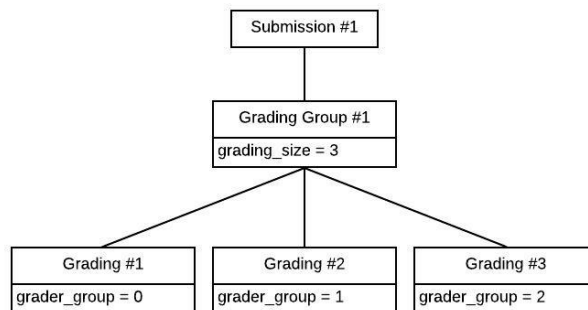 Submission #1
Grading Group #1
grading_size = 3
Grading #1
grader_group = 0
Grading #2
grader_group = 1
Grading #3
grader_group = 2